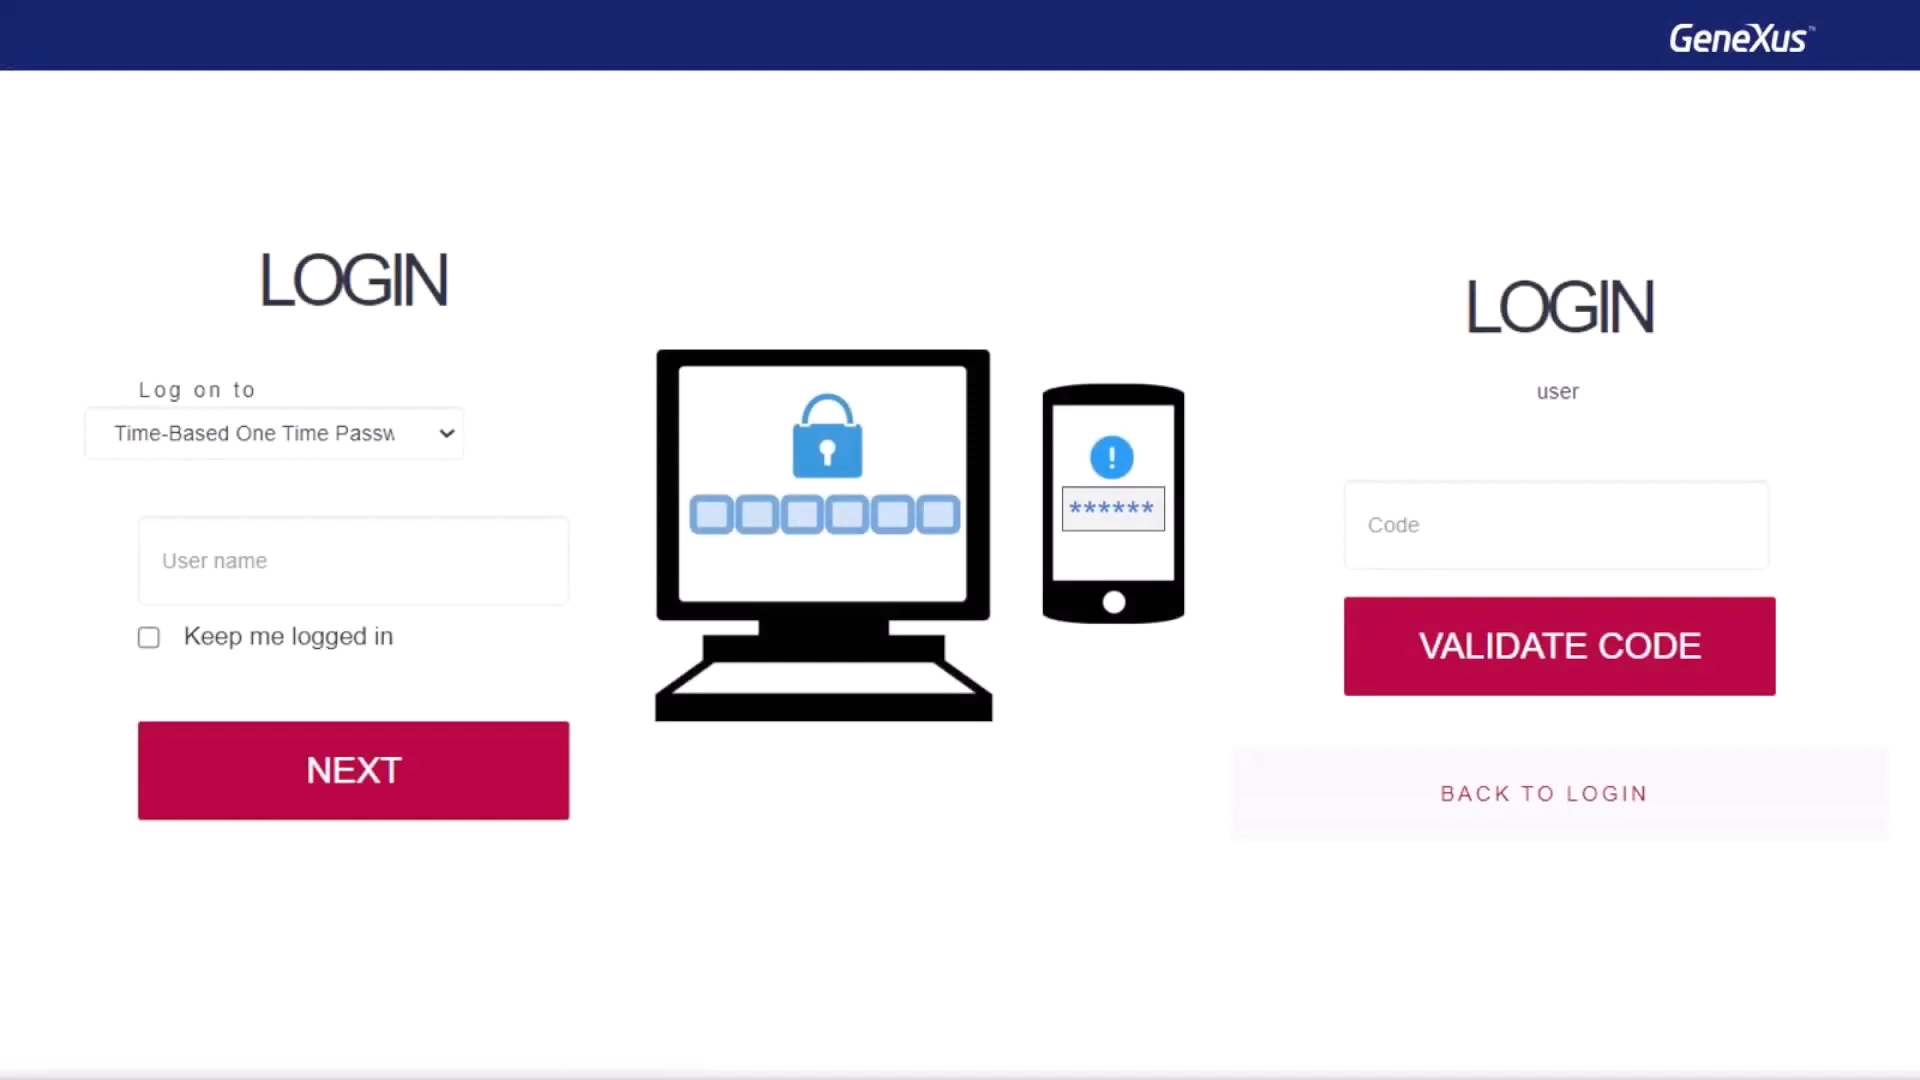 GeneXus™
LOGIN
Log on to
Time-Based One Time Passw
User name
Keep me logged in
NEXT
!
******
LOGIN
user
Code
VALIDATE CODE
BACK TO LOGIN